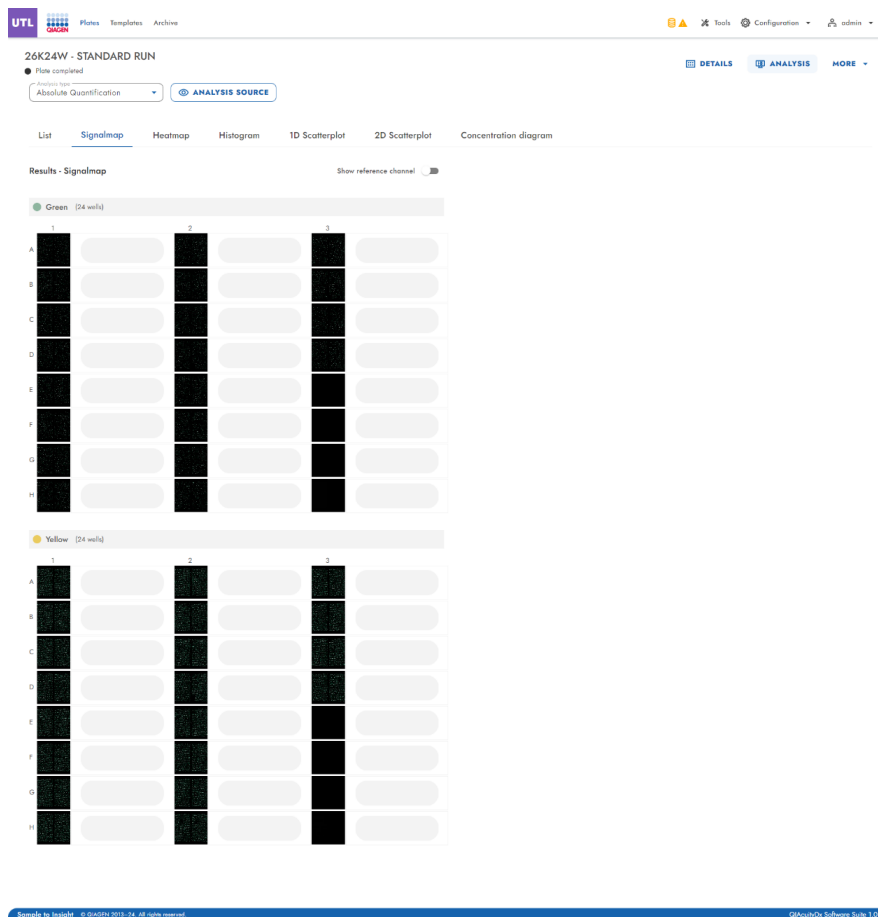 UTL QIAGEN Plates Templates Archive Tools Configuration admin
26K24W - STANDARD RUN
Plate completed
DETAILS ANALYSIS MORE
Analysis type
Absolute Quantification
ANALYSIS SOURCE
List Signalmap Heatmap Histogram 1D Scatterplot 2D Scatterplot Concentration diagram
Results - Signalmap Show reference channel
Green (24 wells)
1 2 3
A
B
C
D
E
F
G
H
Yellow (24 wells)
1 2 3
A
B
C
D
E
F
G
H
Sample to Insight © QIAGEN 2013–24. All rights reserved. QIAcuityDx Software Suite 1.0